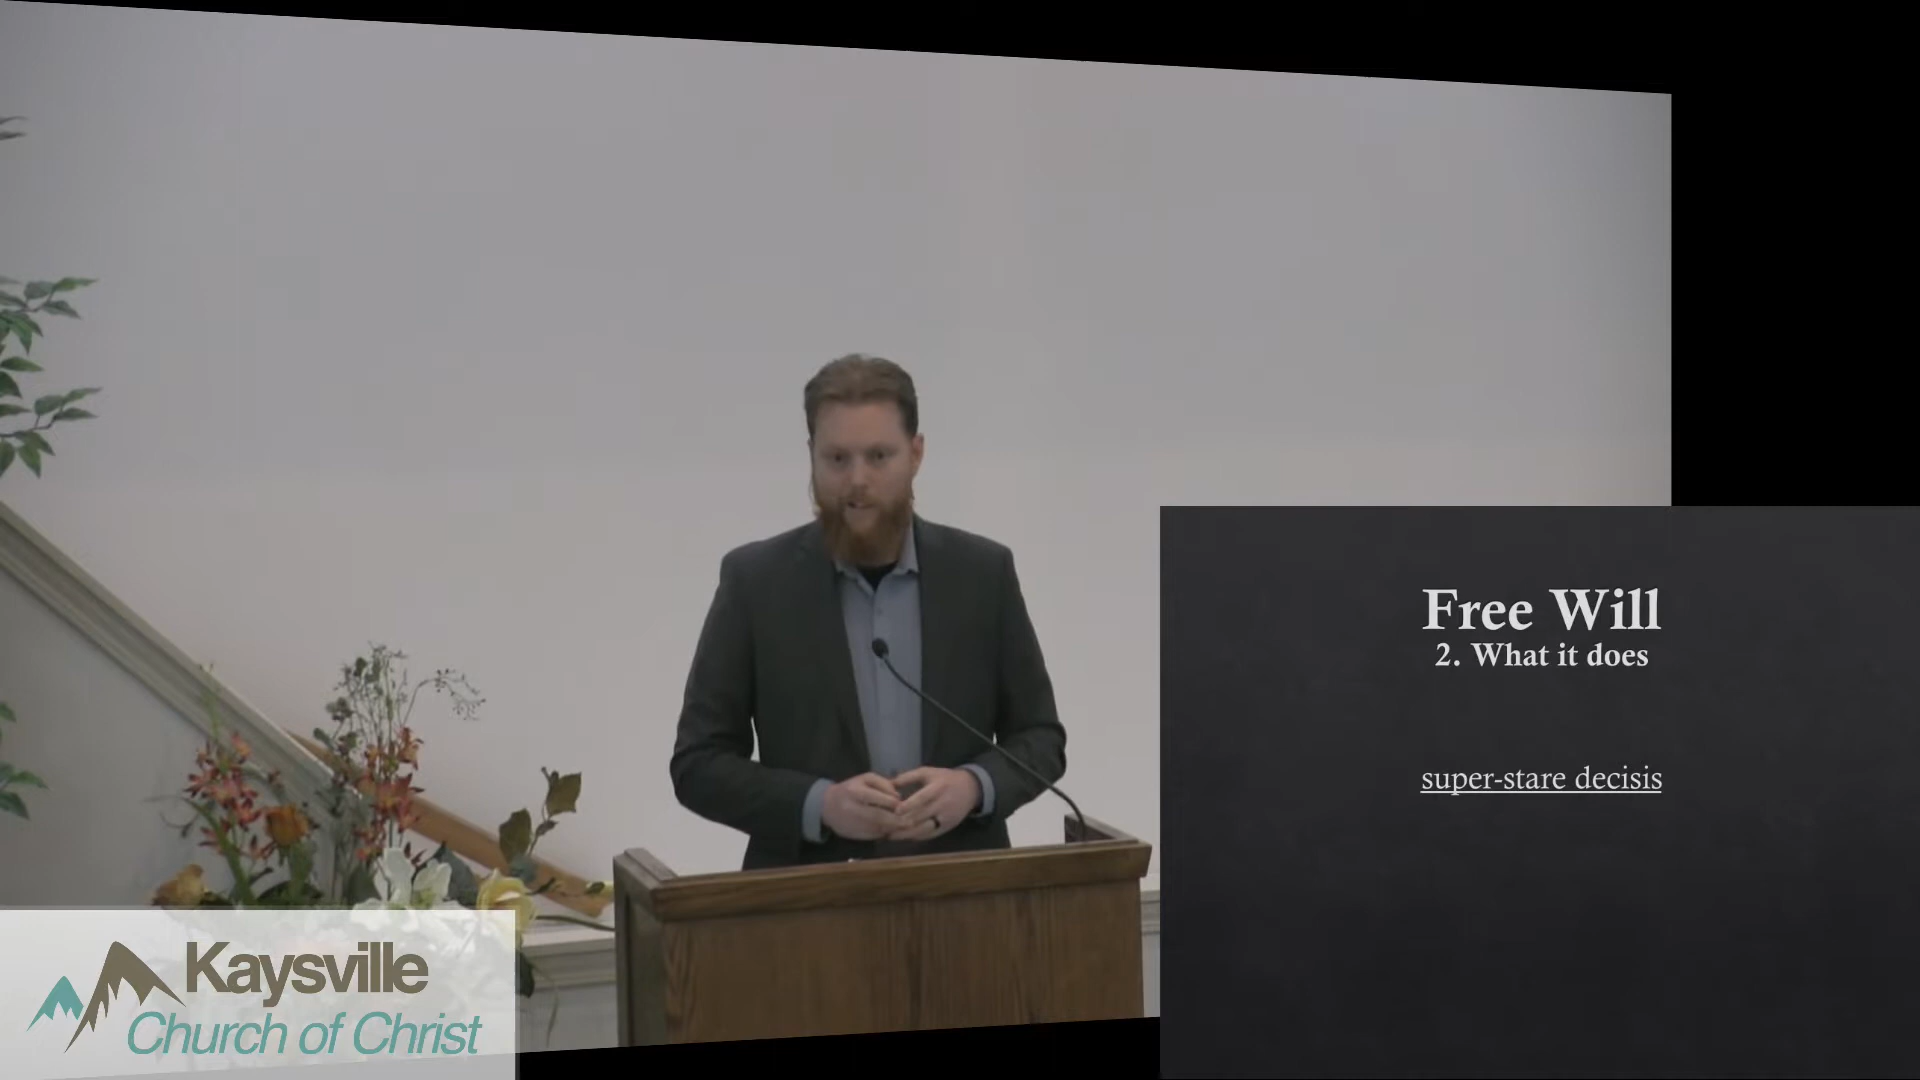 Free Will
2. What it does
super-stare decisis
Kaysville
Church of Christ